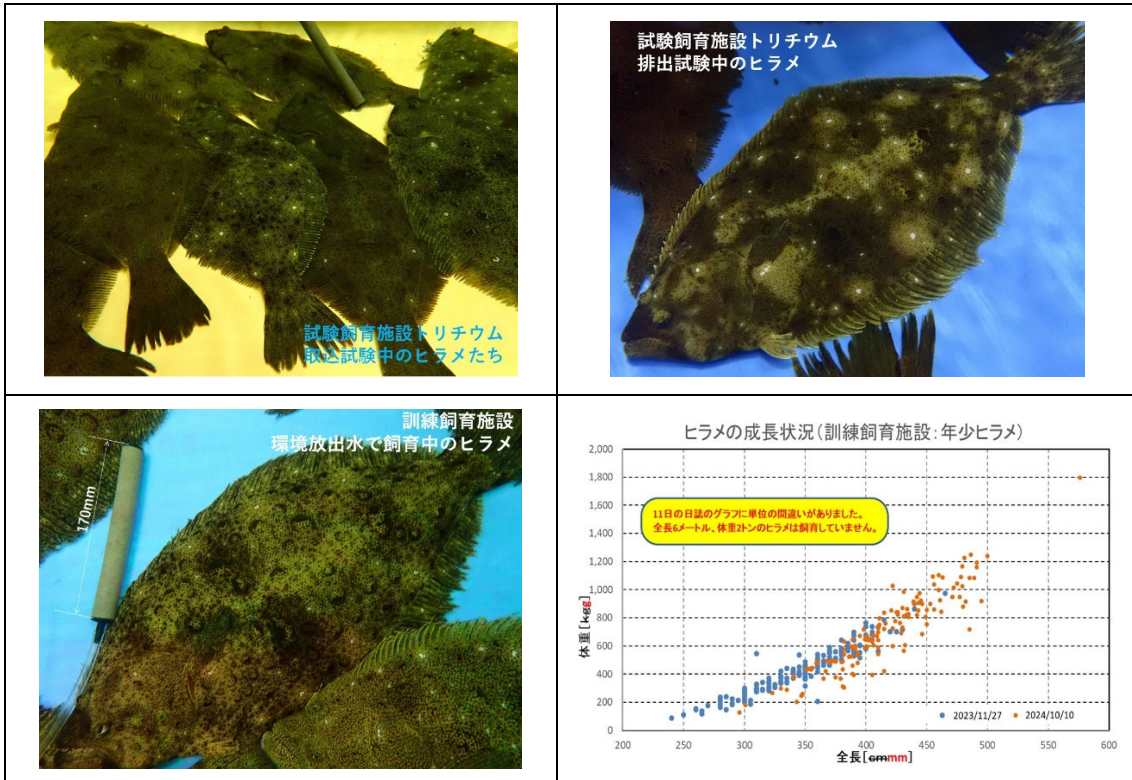 試験飼育施設トリチウム
取込試験中のヒラメたち
試験飼育施設トリチウム
排出試験中のヒラメ
訓練飼育施設
環境放出水で飼育中のヒラメ
170mm
ヒラメの成長状況(訓練飼育施設:年少ヒラメ)
11日の日誌のグラフに単位の間違いがありました。
全長6メートル、体重2トンのヒラメは飼育していません。
体重[kgg]
2,000
1,800
1,600
1,400
1,200
1,000
800
600
400
200
0
2023/11/27 2024/10/10
200 250 300 350 400 450 500 550 600
全長[cmmm]